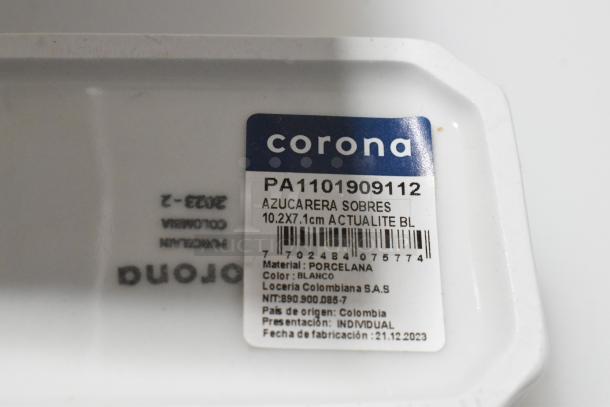 corona
PA1101909112
AZUCARERA SOBRES
10.2X7.1cm ACTUALITE BL
7 702484 075774
Material : PORCELANA
Color : BLANCO
Locería Colombiana S.A.S
NIT:890.900.085-7
País de origen: Colombia
Presentación: INDIVIDUAL
Fecha de fabricación : 21.12.2023
corona
PORCELAIN
COLOMBIA
2023-2